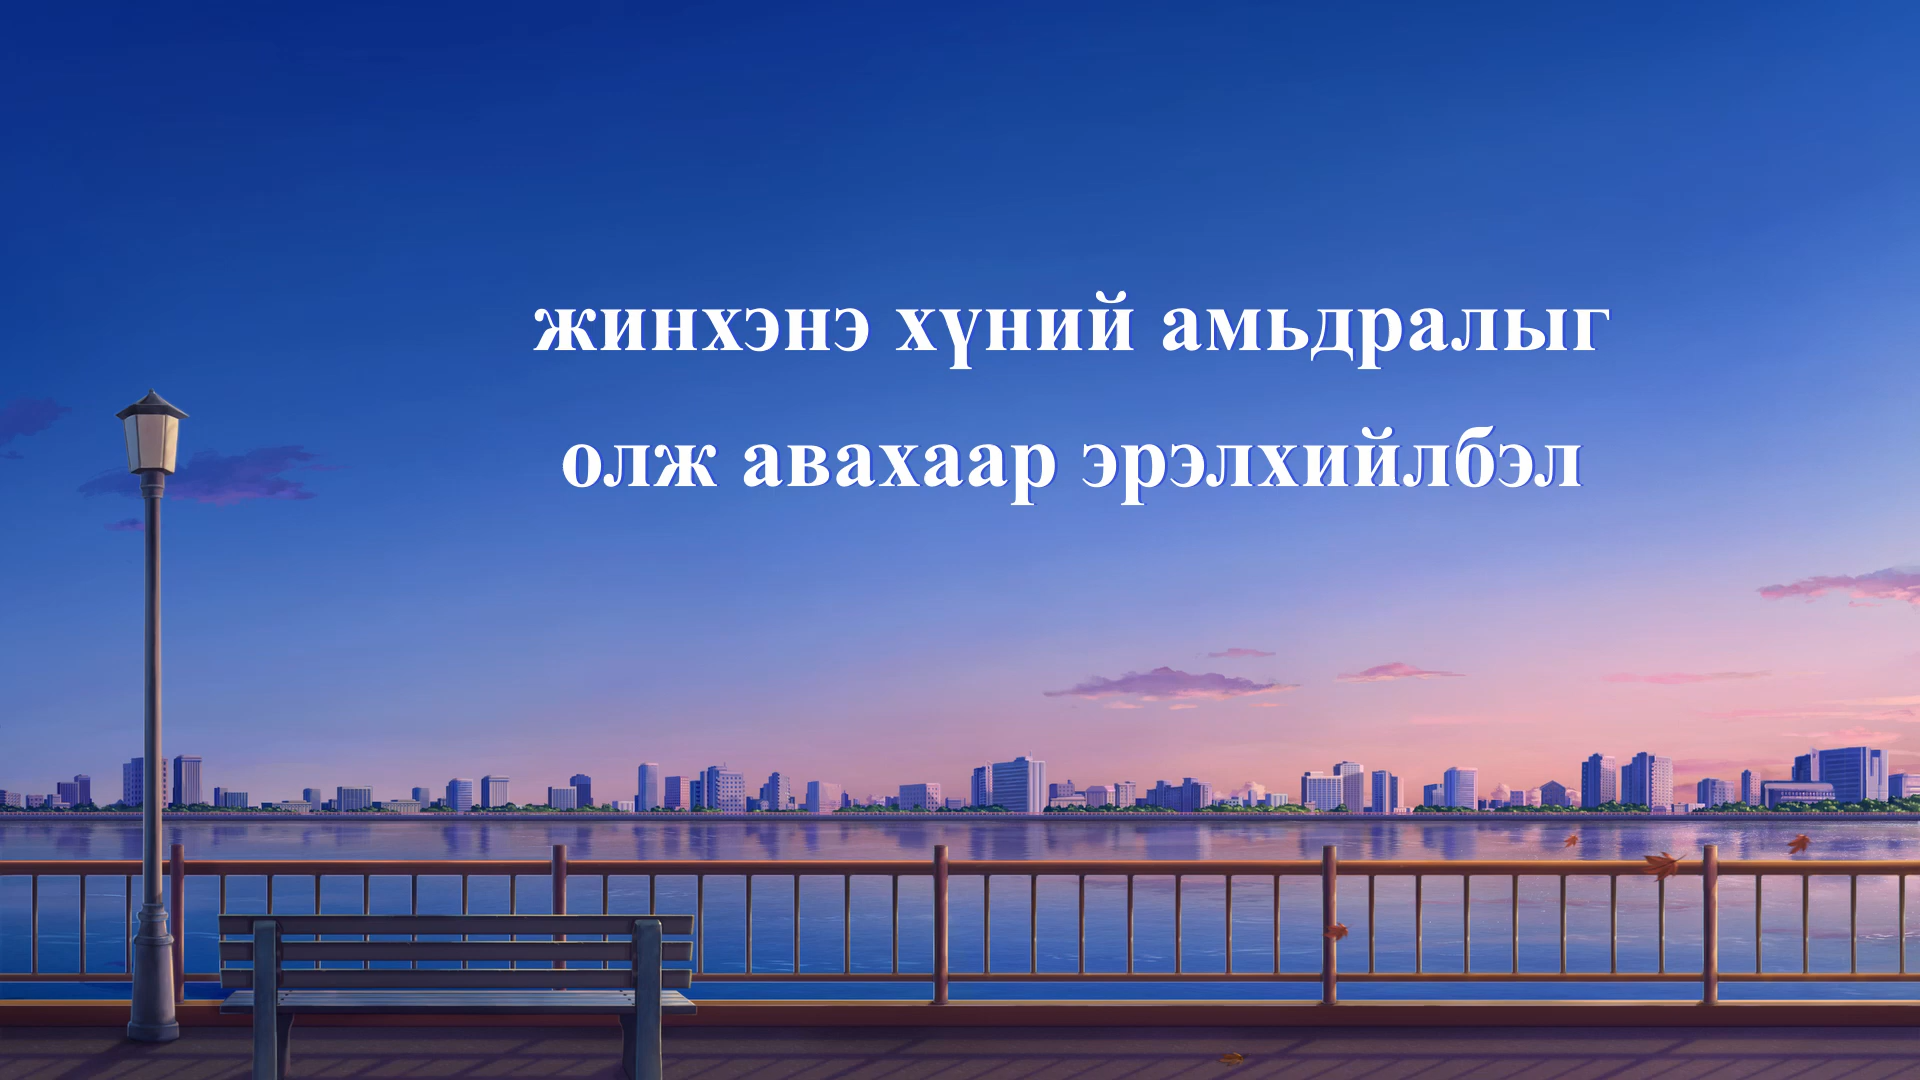 жинхэнэ хүний амьдралыг
олж авахаар эрэлхийлбэл